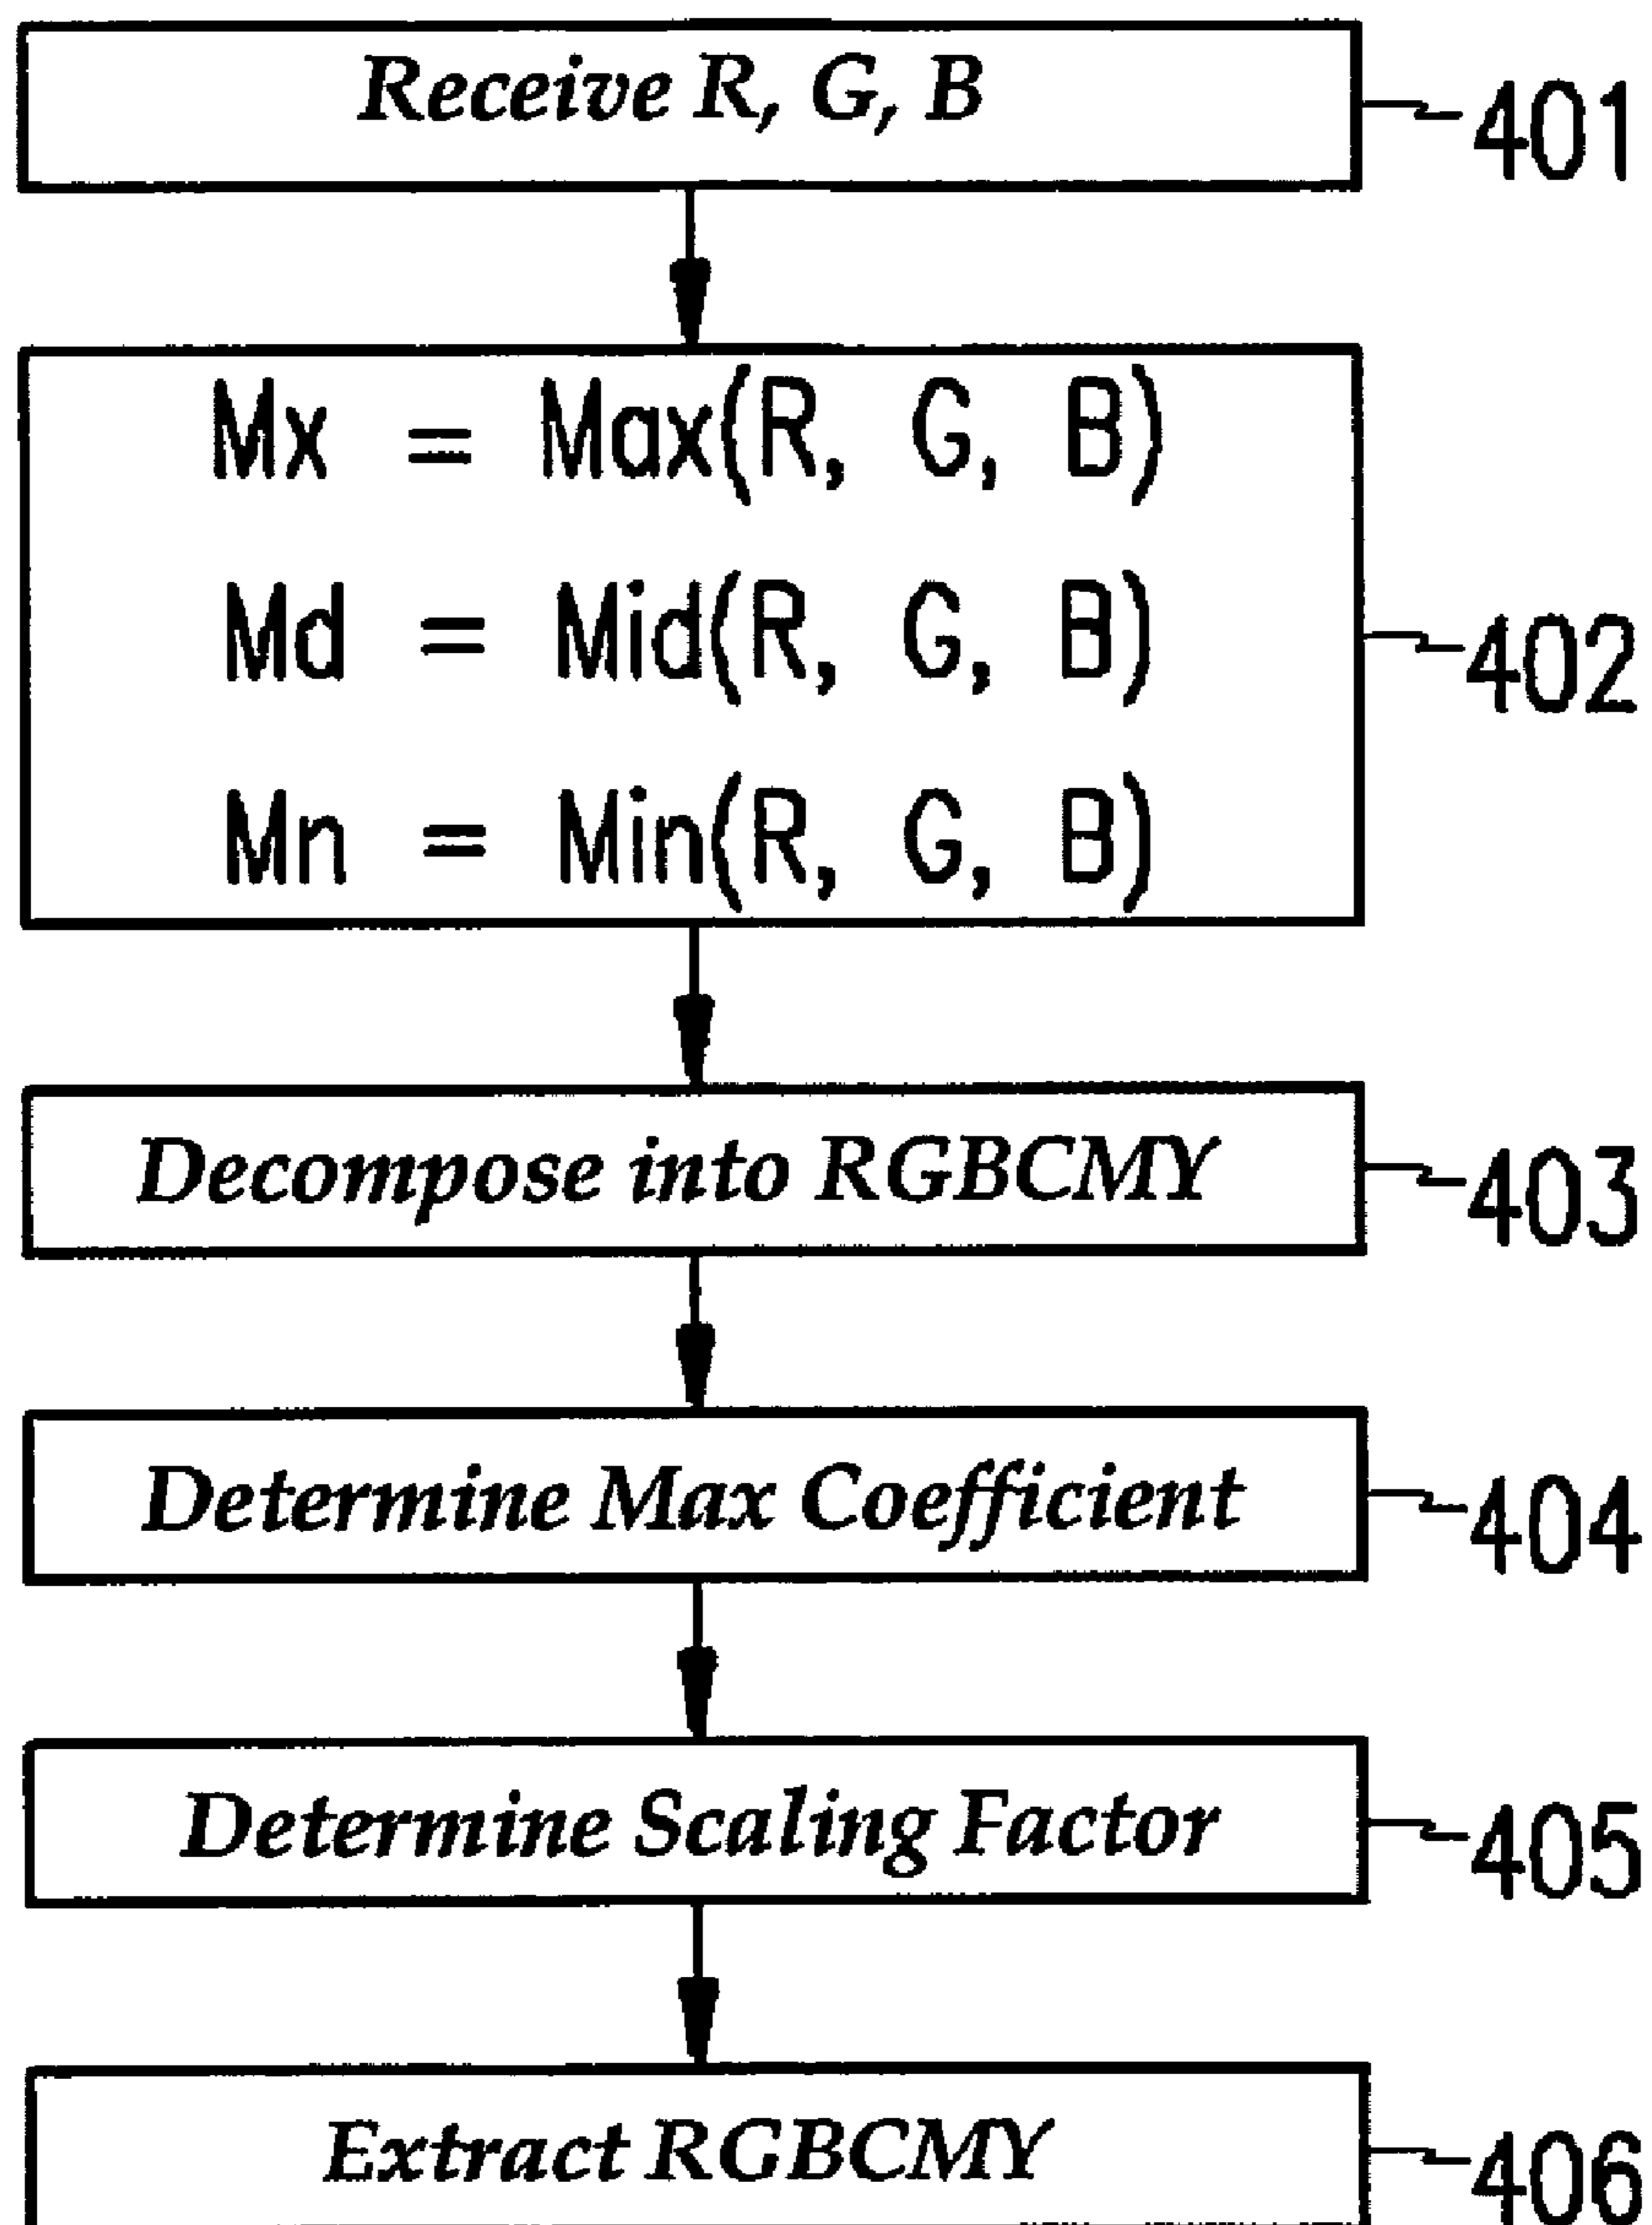 Receive R, G, B
401
Mx = Max(R, G, B)
Md = Mid(R, G, B)
402
Mn = Min(R, G, B)
Decompose into RGBCMY
403
Determine Max Coefficient
404
Determine Scaling Factor
405
Extract RGBCMY
406